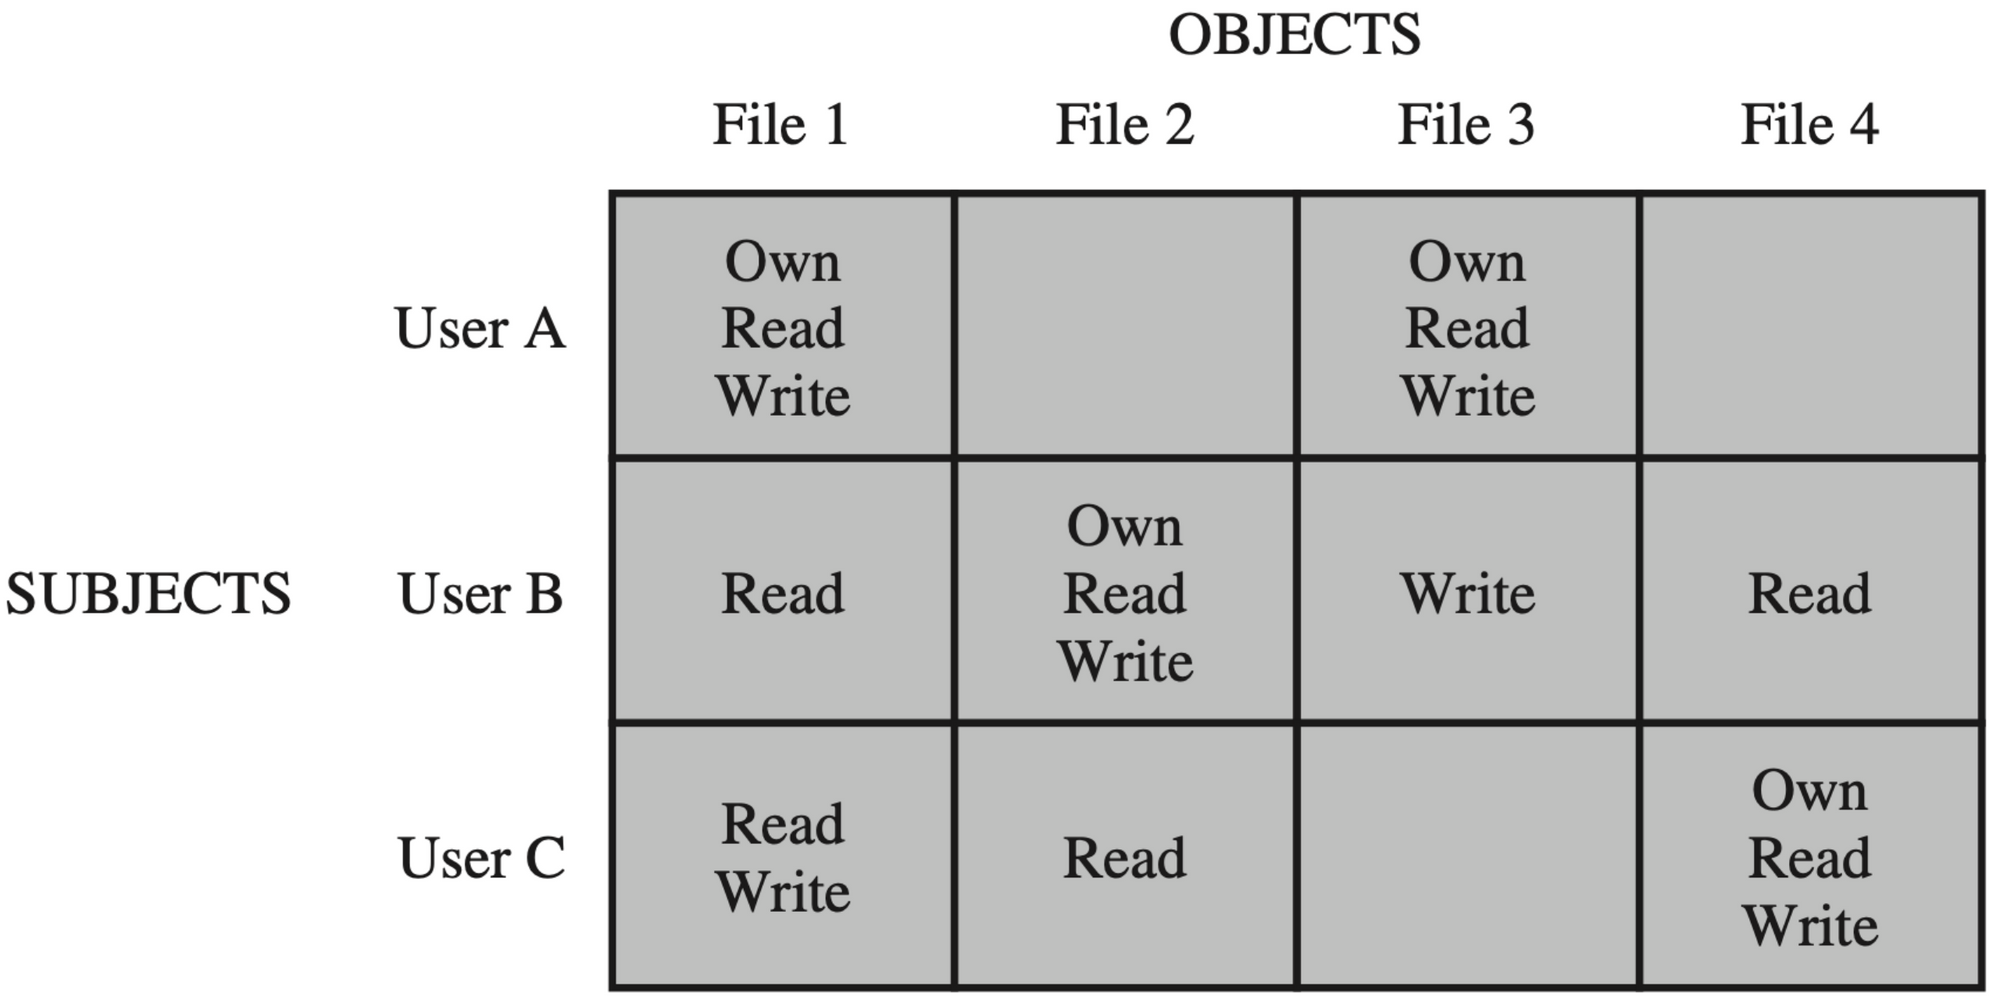 OBJECTS
File 1 File 2 File 3 File 4
User A
Own
Read
Write
Own
Read
Write
SUBJECTS
User B
Read
Own
Read
Write
Write
Read
User C
Read
Write
Read
Own
Read
Write